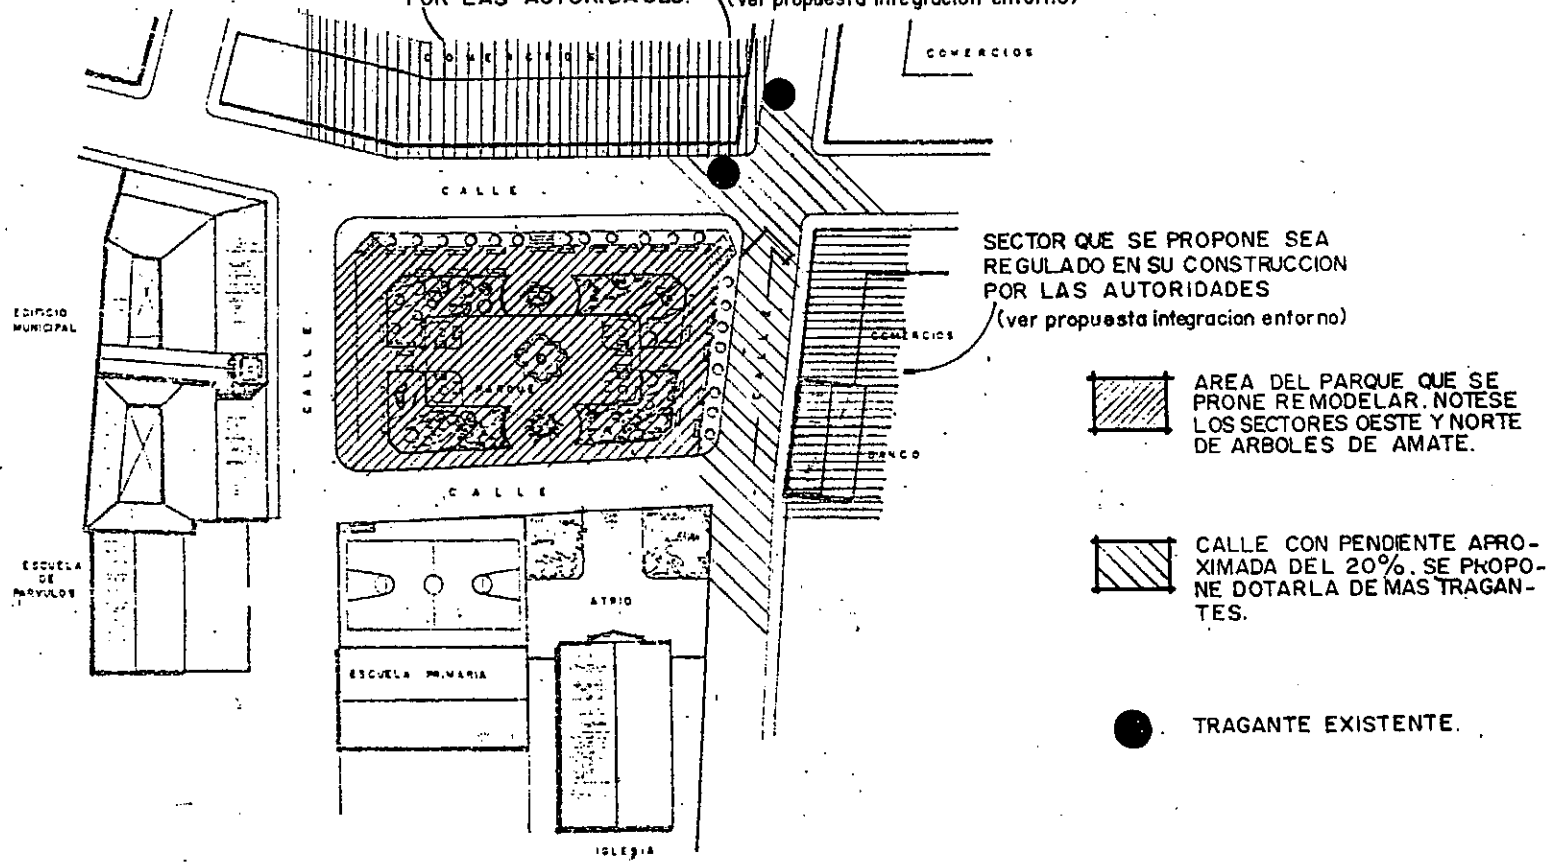 POR LAS AUTORIDADES.
(ver propuesta integracion entorno)
COMERCIOS
COMERCIOS
CALLE
SECTOR QUE SE PROPONE SEA
REGULADO EN SU CONSTRUCCION
POR LAS AUTORIDADES
(ver propuesta integracion entorno)
EDIFICIO
MUNICIPAL
CALLE
CALLE
COMERCIOS
PARQUE
AREA DEL PARQUE QUE SE
PRONE REMODELAR. NOTESE
LOS SECTORES OESTE Y NORTE
DE ARBOLES DE AMATE.
BANCO
CALLE
CALLE CON PENDIENTE APRO-
XIMADA DEL 20%. SE PROPO-
NE DOTARLA DE MAS TRAGAN-
TES.
ESCUELA
DE
PARVULOS
ATRIO
ESCUELA PRIMARIA
TRAGANTE EXISTENTE.
IGLESIA